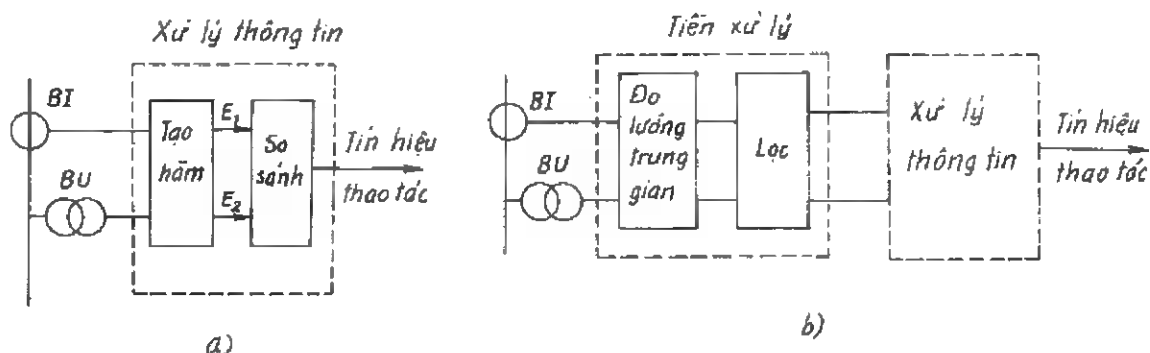 Xử lý thông tin
BI
Tạo
hàm
E1
E2
So
sánh
BU
Tín hiệu
thao tác
a)
Tiền xử lý
BI
Đo
lường
trung
gian
Lọc
BU
Xử lý
thông tin
Tín hiệu
thao tác
b)